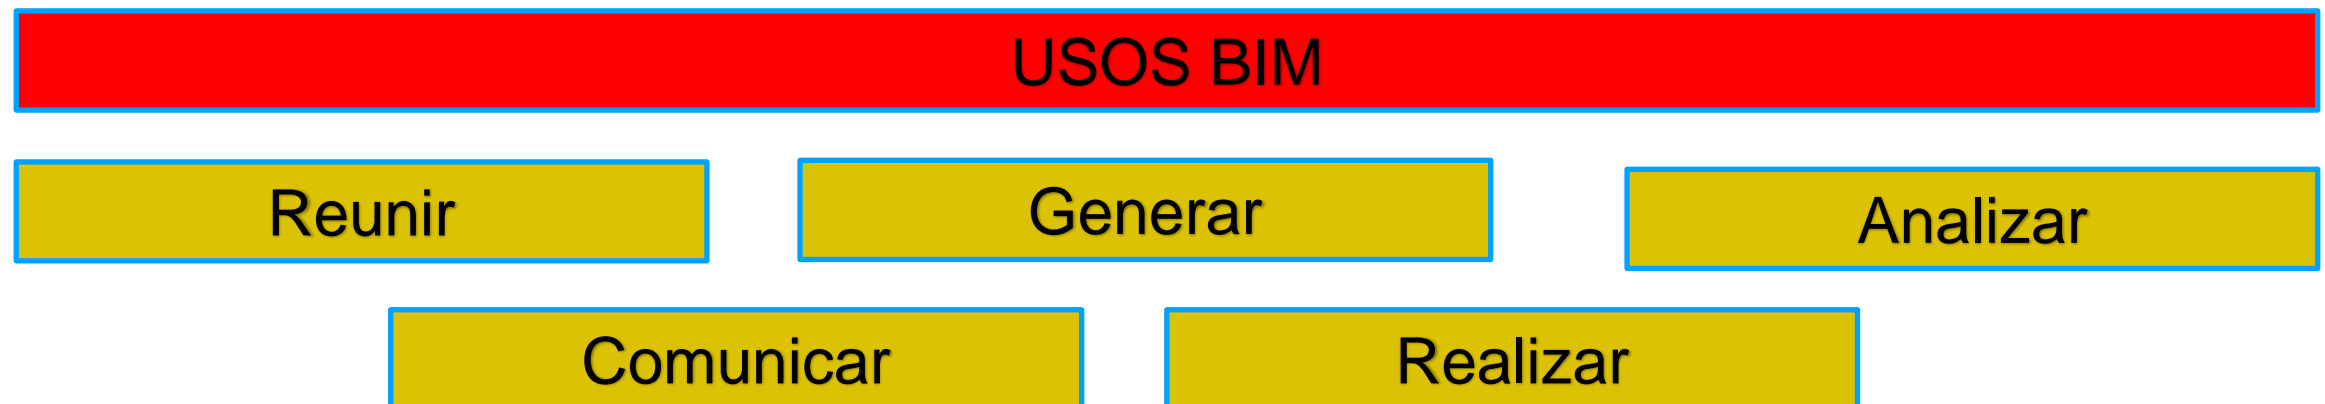 USOS BIM
Reunir
Generar
Analizar
Comunicar
Realizar